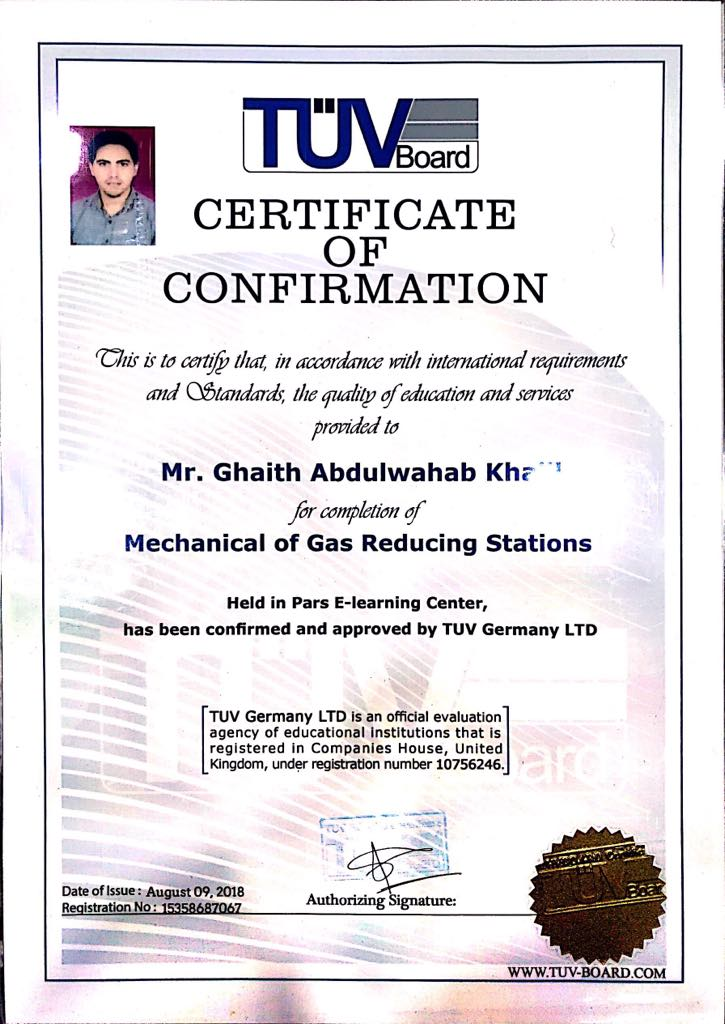 TÜV Board
CERTIFICATE
OF
CONFIRMATION
This is to certify that, in accordance with international requirements
and Standards, the quality of education and services
provided to
Mr. Ghaith Abdulwahab
for completion of
Mechanical of Gas Reducing Stations
Held in Pars E-learning Center,
has been confirmed and approved by TUV Germany LTD
TUV Germany LTD is an official evaluation
agency of educational institutions that is
registered in Companies House, United
Kingdom, under registration number 10756246.
Date of Issue : August 09, 2018
Registration No : 15358687067
Authorizing Signature:
TÜV Boar
WWW.TUV-BOARD.COM